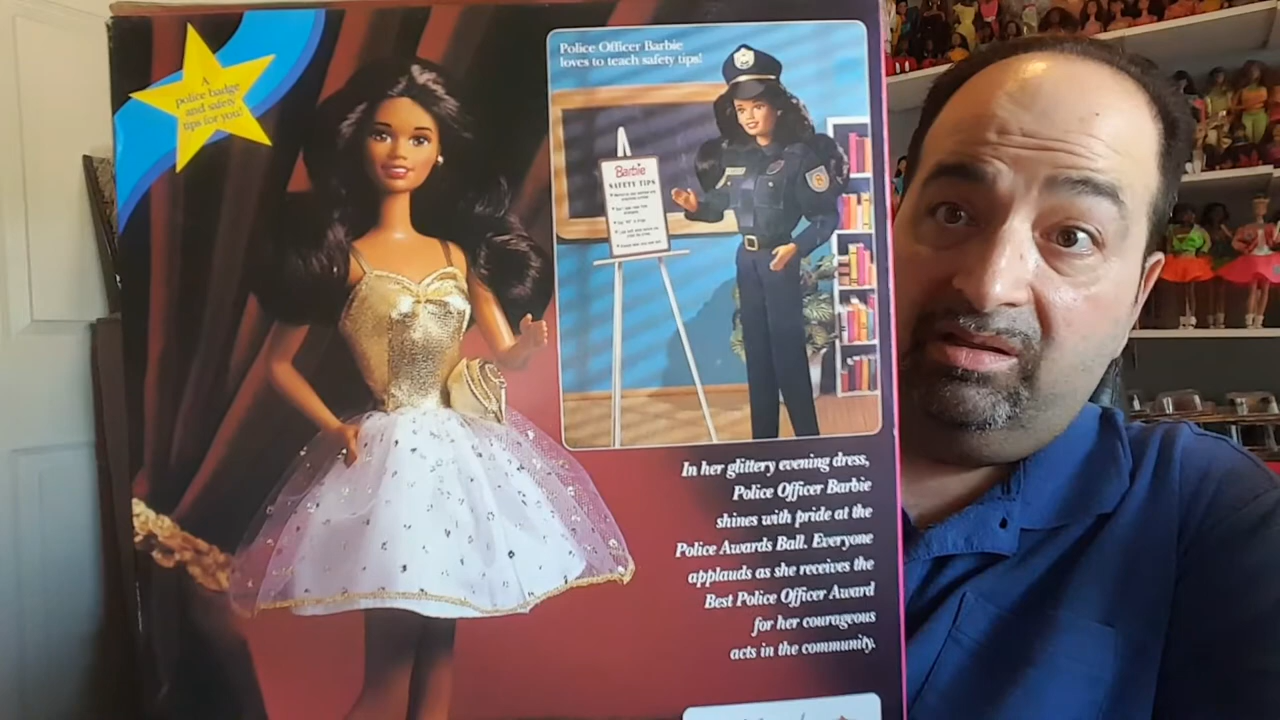 A
police badge
and safety
tips for you!
Police Officer Barbie
loves to teach safety tips!
Barbie
SAFETY TIPS
In her glittery evening dress,
Police Officer Barbie
shines with pride at the
Police Awards Ball. Everyone
applauds as she receives the
Best Police Officer Award
for her courageous
acts in the community.